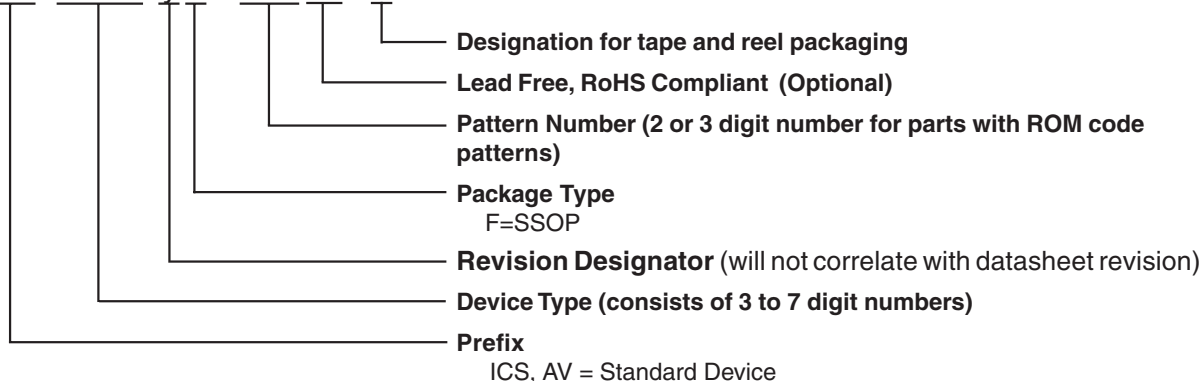 Designation for tape and reel packaging
Lead Free, RoHS Compliant (Optional)
Pattern Number (2 or 3 digit number for parts with ROM code
patterns)
Package Type
F=SSOP
Revision Designator (will not correlate with datasheet revision)
Device Type (consists of 3 to 7 digit numbers)
Prefix
ICS, AV = Standard Device